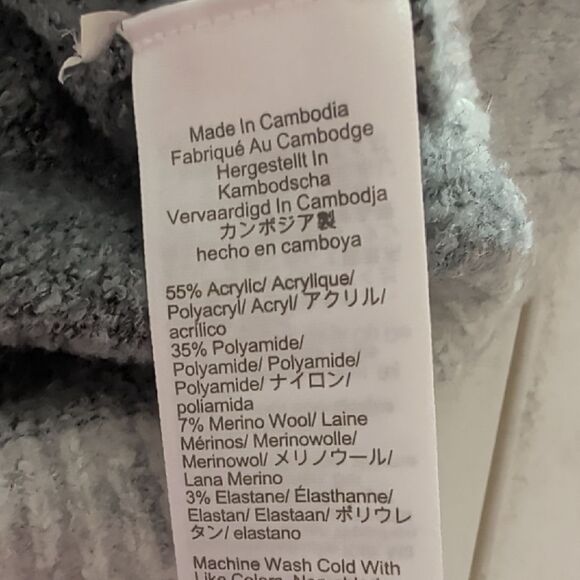 Made In Cambodia
Fabriqué Au Cambodge
Hergestellt In
Kambodscha
Vervaardigd In Cambodja
カンボジア製
hecho en camboya
55% Acrylic/ Acrylique/
Polyacryl/ Acryl/ アクリル/
acrílico
35% Polyamide/
Polyamide/ Polyamide/
Polyamide/ ナイロン/
poliamida
7% Merino Wool/ Laine
Mérinos/ Merinowolle/
Merinowol/ メリノウール/
Lana Merino
3% Elastane/ Élasthanne/
Elastan/ Elastaan/ ポリウレ
タン/ elastano
Machine Wash Cold With
Like Colors